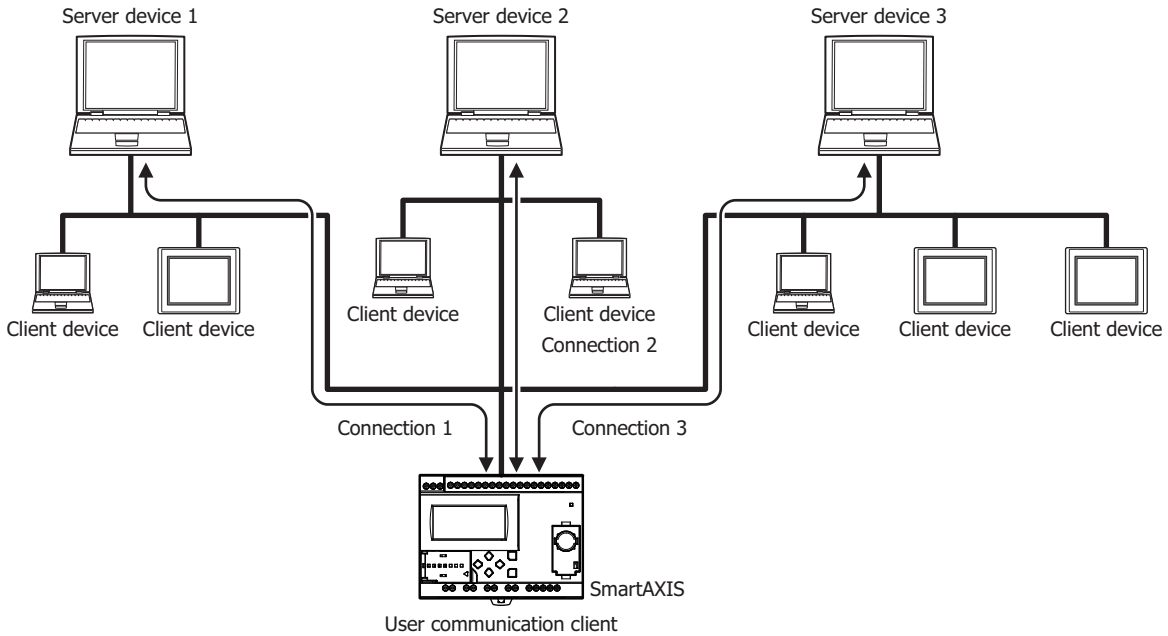 Server device 1
Server device 2
Server device 3
Client device
Client device
Client device
Client device
Client device
Client device
Client device
Connection 2
Connection 1
Connection 3
SmartAXIS
User communication client